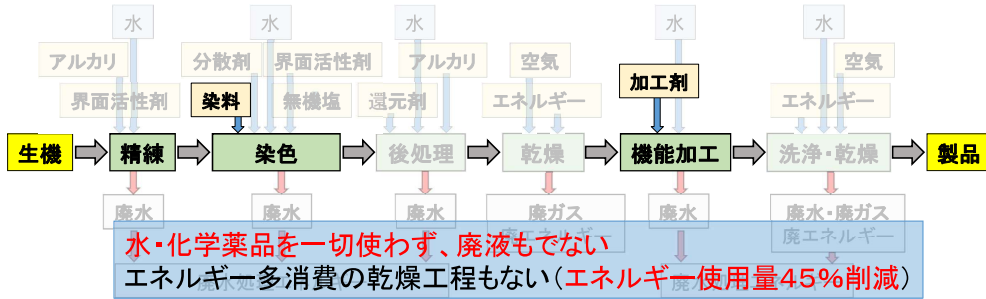 水 水 水 水 水
アルカリ 分散剤 界面活性剤 アルカリ 空気 加工剤 空気
界面活性剤 染料 無機塩 還元剤 エネルギー エネルギー
生機 精練 染色 後処理 乾燥 機能加工 洗浄・乾燥 製品
廃水 廃水 廃水 廃ガス 廃水 廃水・廃ガス
廃エネルギー 廃エネルギー
水・化学薬品を一切使わず、廃液もでない
エネルギー多消費の乾燥工程もない（エネルギー使用量45％削減）